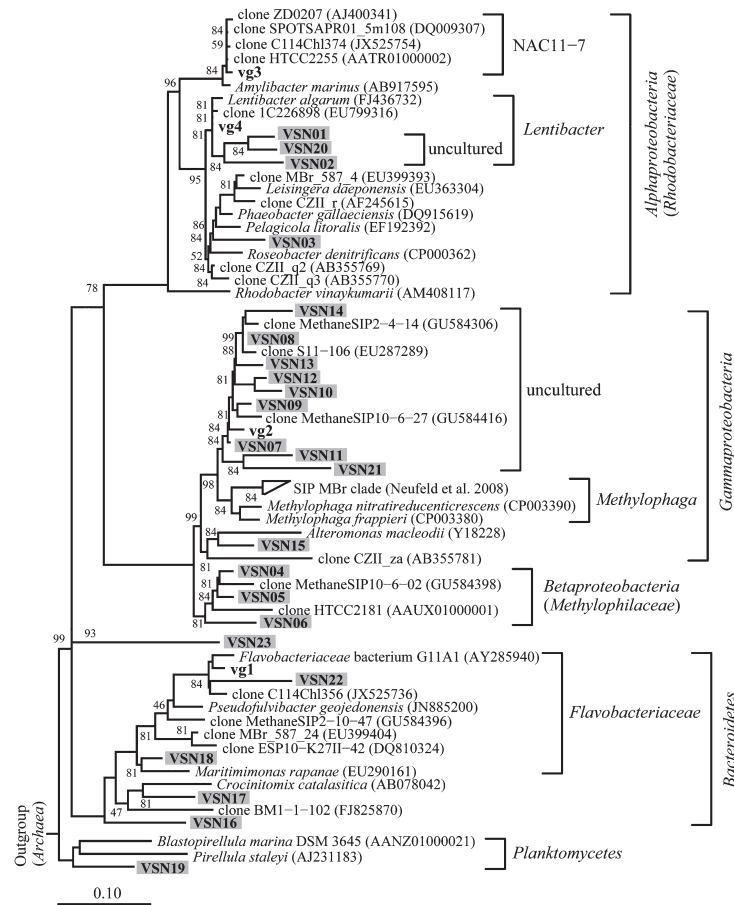 clone ZD0207 (AJ400341)
84 clone SPOTSAPR01_5m108 (DQ009307)
59 clone C114Chl374 (JX525754)
NAC11−7
clone HTCC2255 (AATR01000002)
84 vg3
96 Amylibacter marinus (AB917595)
81 Lentibacter algarum (FJ436732)
81 clone 1C226898 (EU799316)
vg4
81 VSN01
Lentibacter
84 VSN20
uncultured
84 VSN02
95 clone MBr_587_4 (EU399393)
81 Leisingera daeponensis (EU363304)
clone CZII_r (AF245615)
Phaeobacter gallaeciensis (DQ915619)
86 Pelagicola litoralis (EF192392)
84 VSN03
52 Roseobacter denitrificans (CP000362)
84 clone CZII_q2 (AB355769)
84 clone CZII_q3 (AB355770)
78 Rhodobacter vinaykumarii (AM408117)
Alphaproteobacteria
(Rhodobacteriaceae)
VSN14
clone MethaneSIP2−4−14 (GU584306)
99 VSN08
88 clone S11−106 (EU287289)
VSN13
81 VSN12
VSN10
uncultured
VSN09
81 clone MethaneSIP10−6−27 (GU584416)
84 vg2
84 VSN07
VSN11
84 VSN21
98 SIP MBr clade (Neufeld et al. 2008)
84
84 Methylophaga nitratireducenticrescens (CP003390)
Methylophaga
Methylophaga frappieri (CP003380)
99
84 Alteromonas macleodii (Y18228)
VSN15
clone CZII_za (AB355781)
Gammaproteobacteria
VSN04
81 clone MethaneSIP10−6−02 (GU584398)
84 VSN05
Betaproteobacteria
(Methylophilaceae)
clone HTCC2181 (AAUX01000001)
81 VSN06
99 93 VSN23
Flavobacteriaceae bacterium G11A1 (AY285940)
vg1
84 VSN22
clone C114Chl356 (JX525736)
46 Pseudofulvibacter geojedonensis (JN885200)
clone MethaneSIP2−10−47 (GU584396)
Flavobacteriaceae
81 81 clone MBr_587_24 (EU399404)
clone ESP10−K27II−42 (DQ810324)
VSN18
81 Maritimimonas rapanae (EU290161)
Crocinitomix catalasitica (AB078042)
81 VSN17
47 clone BM1−1−102 (FJ825870)
VSN16
Bacteroidetes
Outgroup
(Archaea)
Blastopirellula marina DSM 3645 (AANZ01000021)
Pirellula staleyi (AJ231183)
Planktomycetes
VSN19
0.10